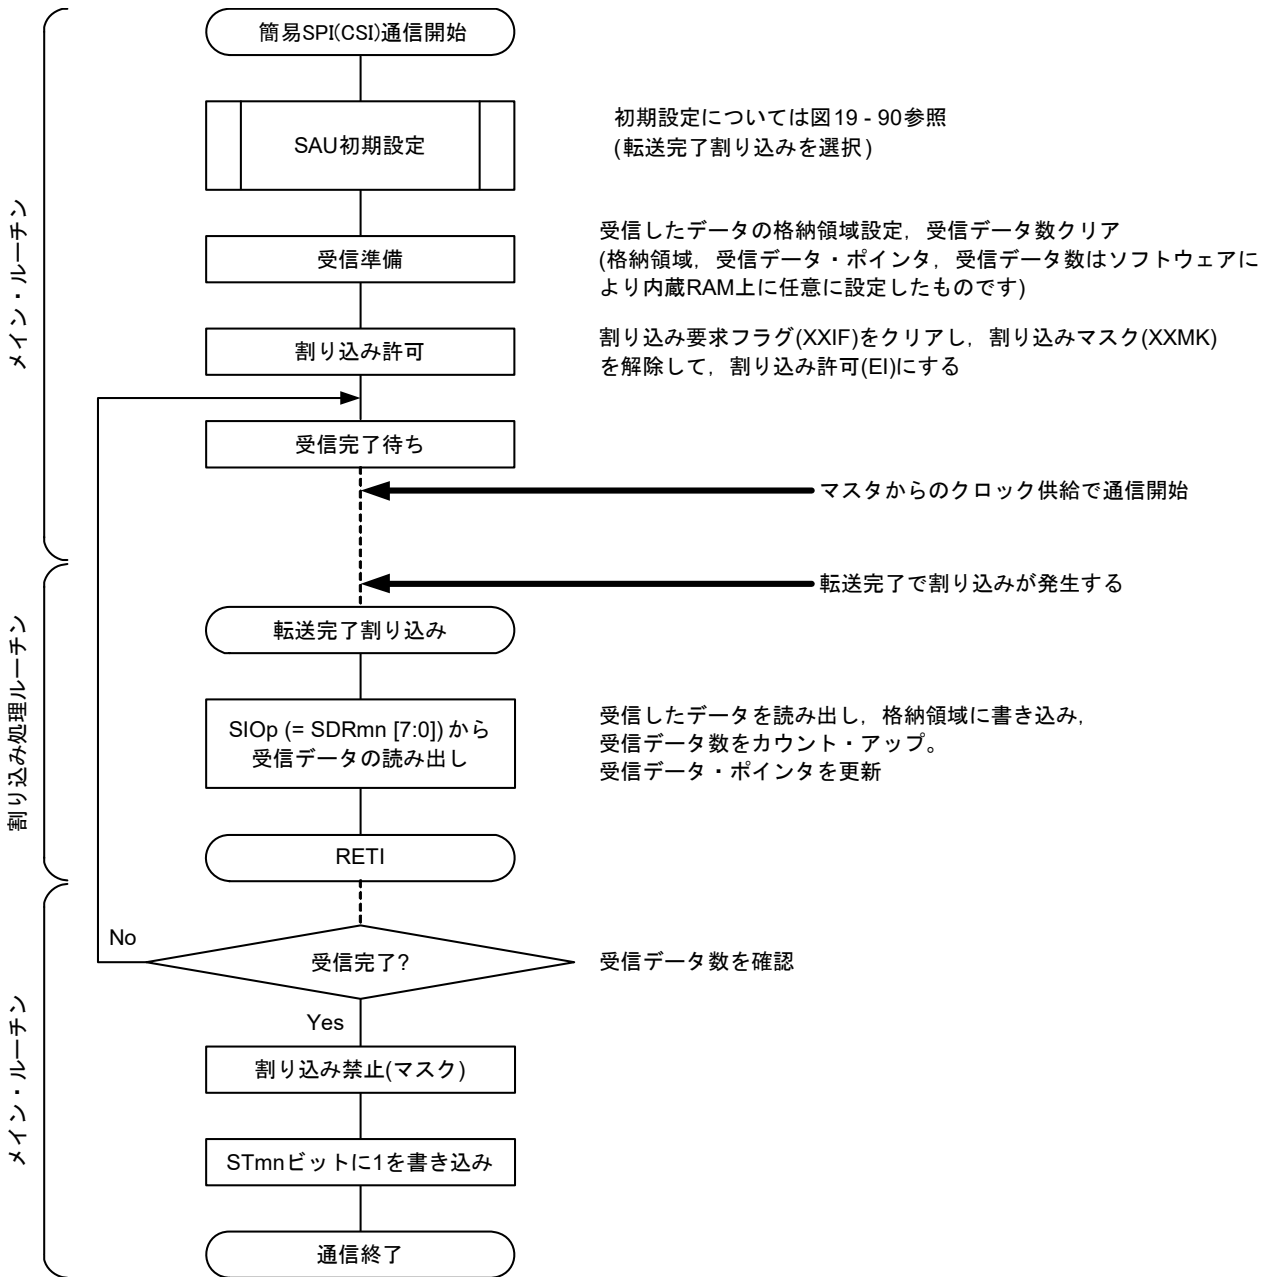 簡易SPI(CSI)通信開始
SAU初期設定
初期設定については図19 - 90参照
(転送完了割り込みを選択)
メイン・ルーチン
受信準備
受信したデータの格納領域設定，受信データ数クリア
(格納領域，受信データ・ポインタ，受信データ数はソフトウェアに
より内蔵RAM上に任意に設定したものです)
割り込み許可
割り込み要求フラグ(XXIF)をクリアし，割り込みマスク(XXMK)
を解除して，割り込み許可(EI)にする
受信完了待ち
マスタからのクロック供給で通信開始
転送完了で割り込みが発生する
割り込み処理ルーチン
転送完了割り込み
SIOp (= SDRmn [7:0]) から
受信データの読み出し
受信したデータを読み出し，格納領域に書き込み，
受信データ数をカウント・アップ。
受信データ・ポインタを更新
RETI
No
受信完了?
受信データ数を確認
Yes
メイン・ルーチン
割り込み禁止(マスク)
STmnビットに1を書き込み
通信終了